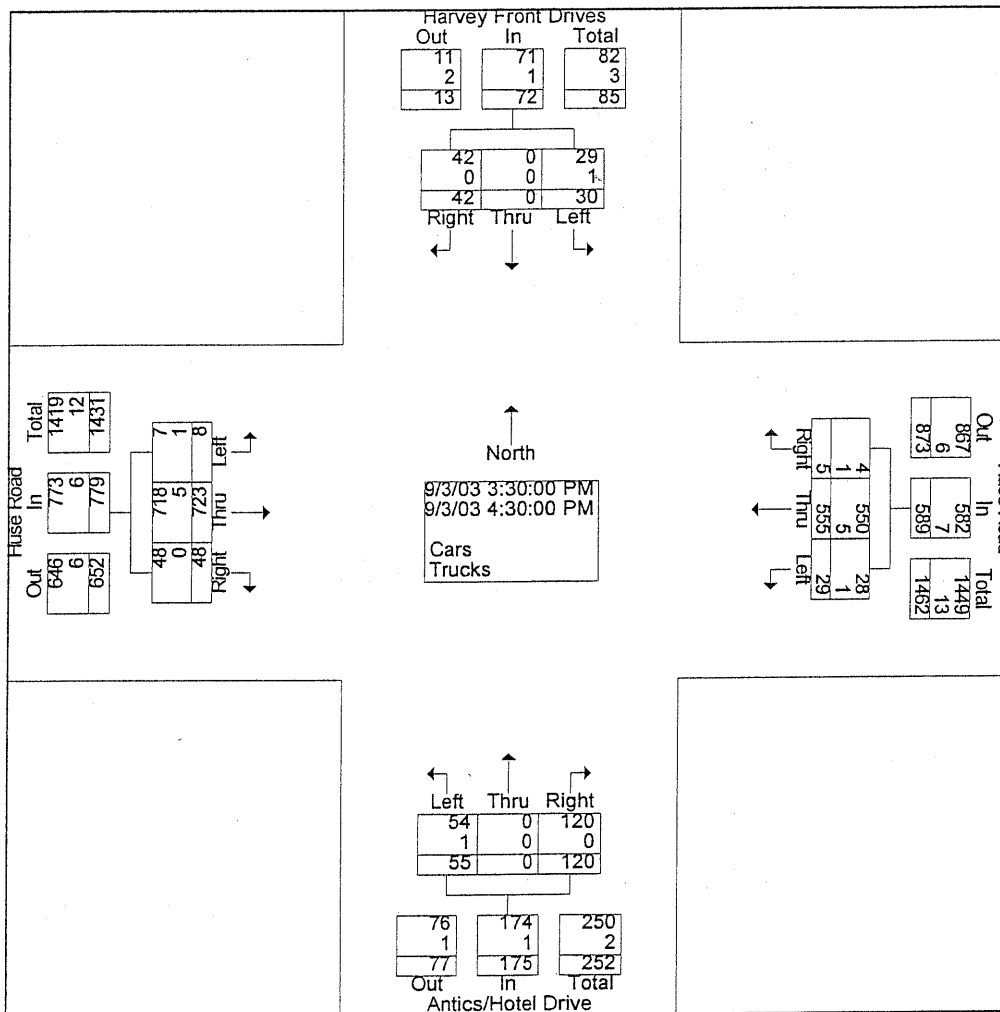 Harvey Front Drives
Out In Total
11 71 82
2 1 3
13 72 85
42 0 29
0 0 1
42 0 30
Right Thru Left
Huse Road
Total In Out
1419 773 646
12 6 6
1431 779 652
7 718 48
1 5 0
8 723 48
Left Thru Right
North
9/3/03 3:30:00 PM
9/3/03 4:30:00 PM
Cars
Trucks
Right Thru Left
4 550 28
1 5 1
5 555 29
Out In Total
867 582 1449
6 7 13
873 589 1462
Left Thru Right
54 0 120
1 0 0
55 0 120
76 174 250
1 1 2
77 175 252
Out In Total
Antics/Hotel Drive